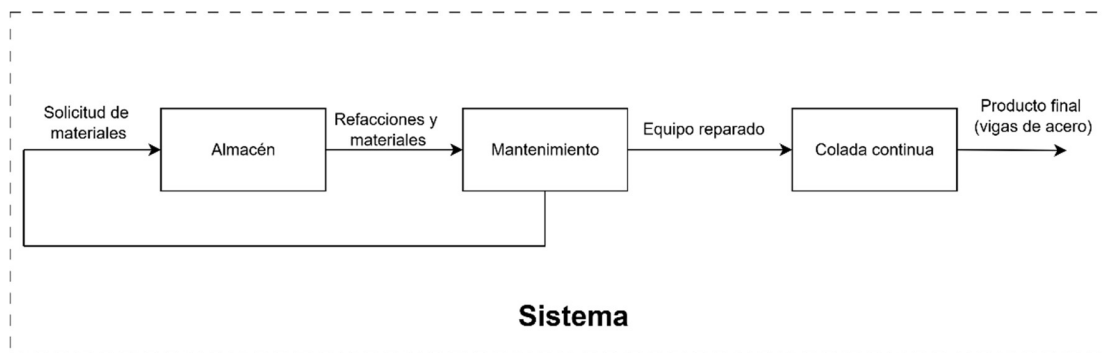 Solicitud de
materiales
Almacén
Refacciones y
materiales
Mantenimiento
Equipo reparado
Colada continua
Producto final
(vigas de acero)
Sistema